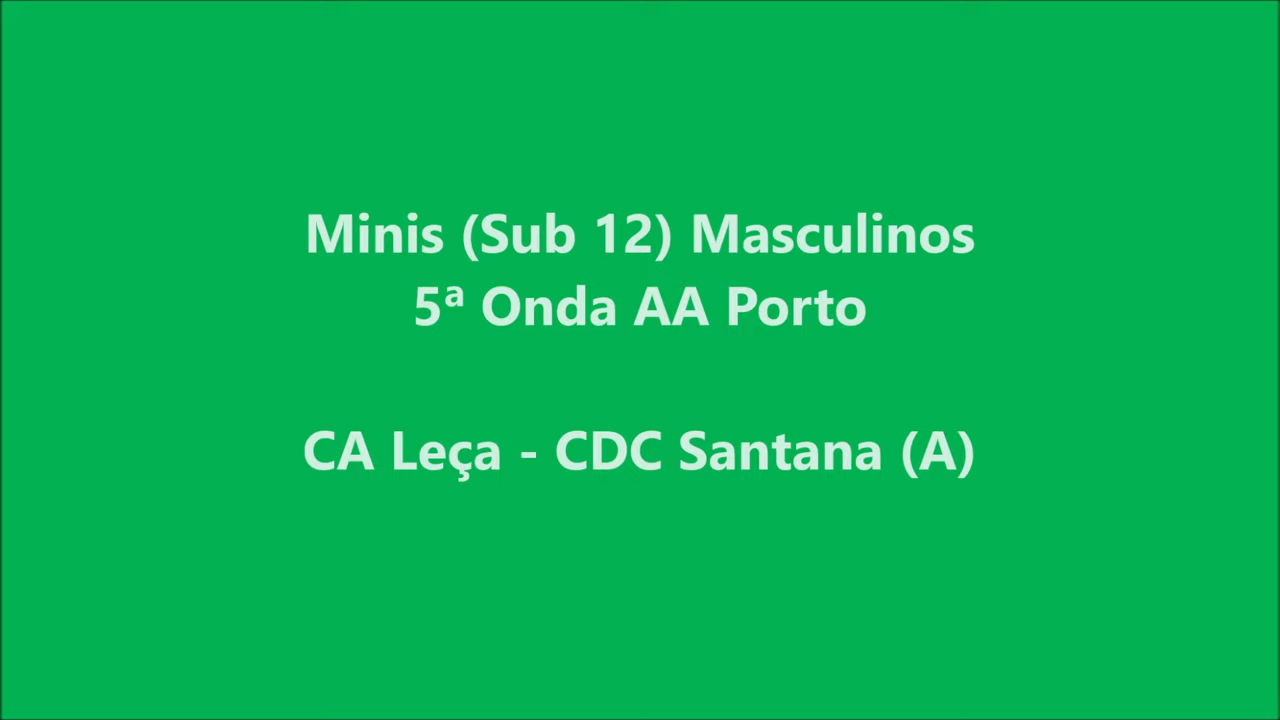 Minis (Sub 12) Masculinos
5ª Onda AA Porto
CA Leça - CDC Santana (A)